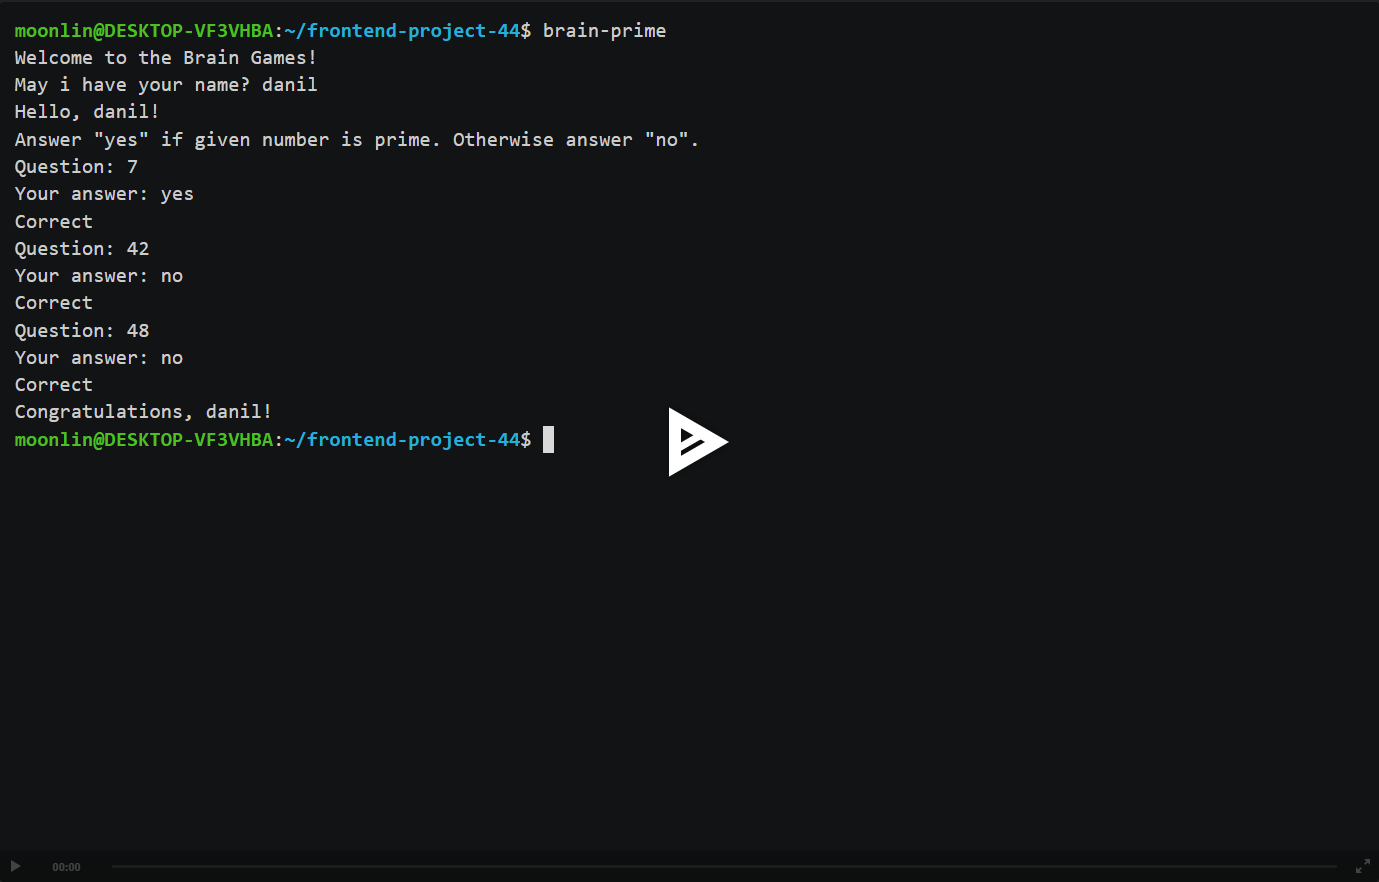 moonlin@DESKTOP-VF3VHBA:~/frontend-project-44$ brain-prime
Welcome to the Brain Games!
May i have your name? danil
Hello, danil!
Answer "yes" if given number is prime. Otherwise answer "no".
Question: 7
Your answer: yes
Correct
Question: 42
Your answer: no
Correct
Question: 48
Your answer: no
Correct
Congratulations, danil!
moonlin@DESKTOP-VF3VHBA:~/frontend-project-44$
00:00